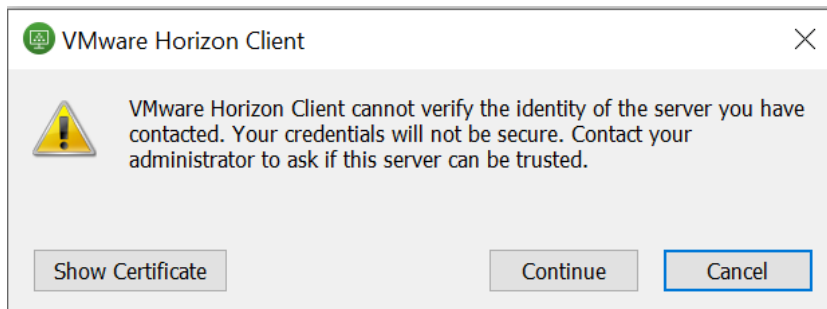 VMware Horizon Client
VMware Horizon Client cannot verify the identity of the server you have
contacted. Your credentials will not be secure. Contact your
administrator to ask if this server can be trusted.
Show Certificate
Continue
Cancel